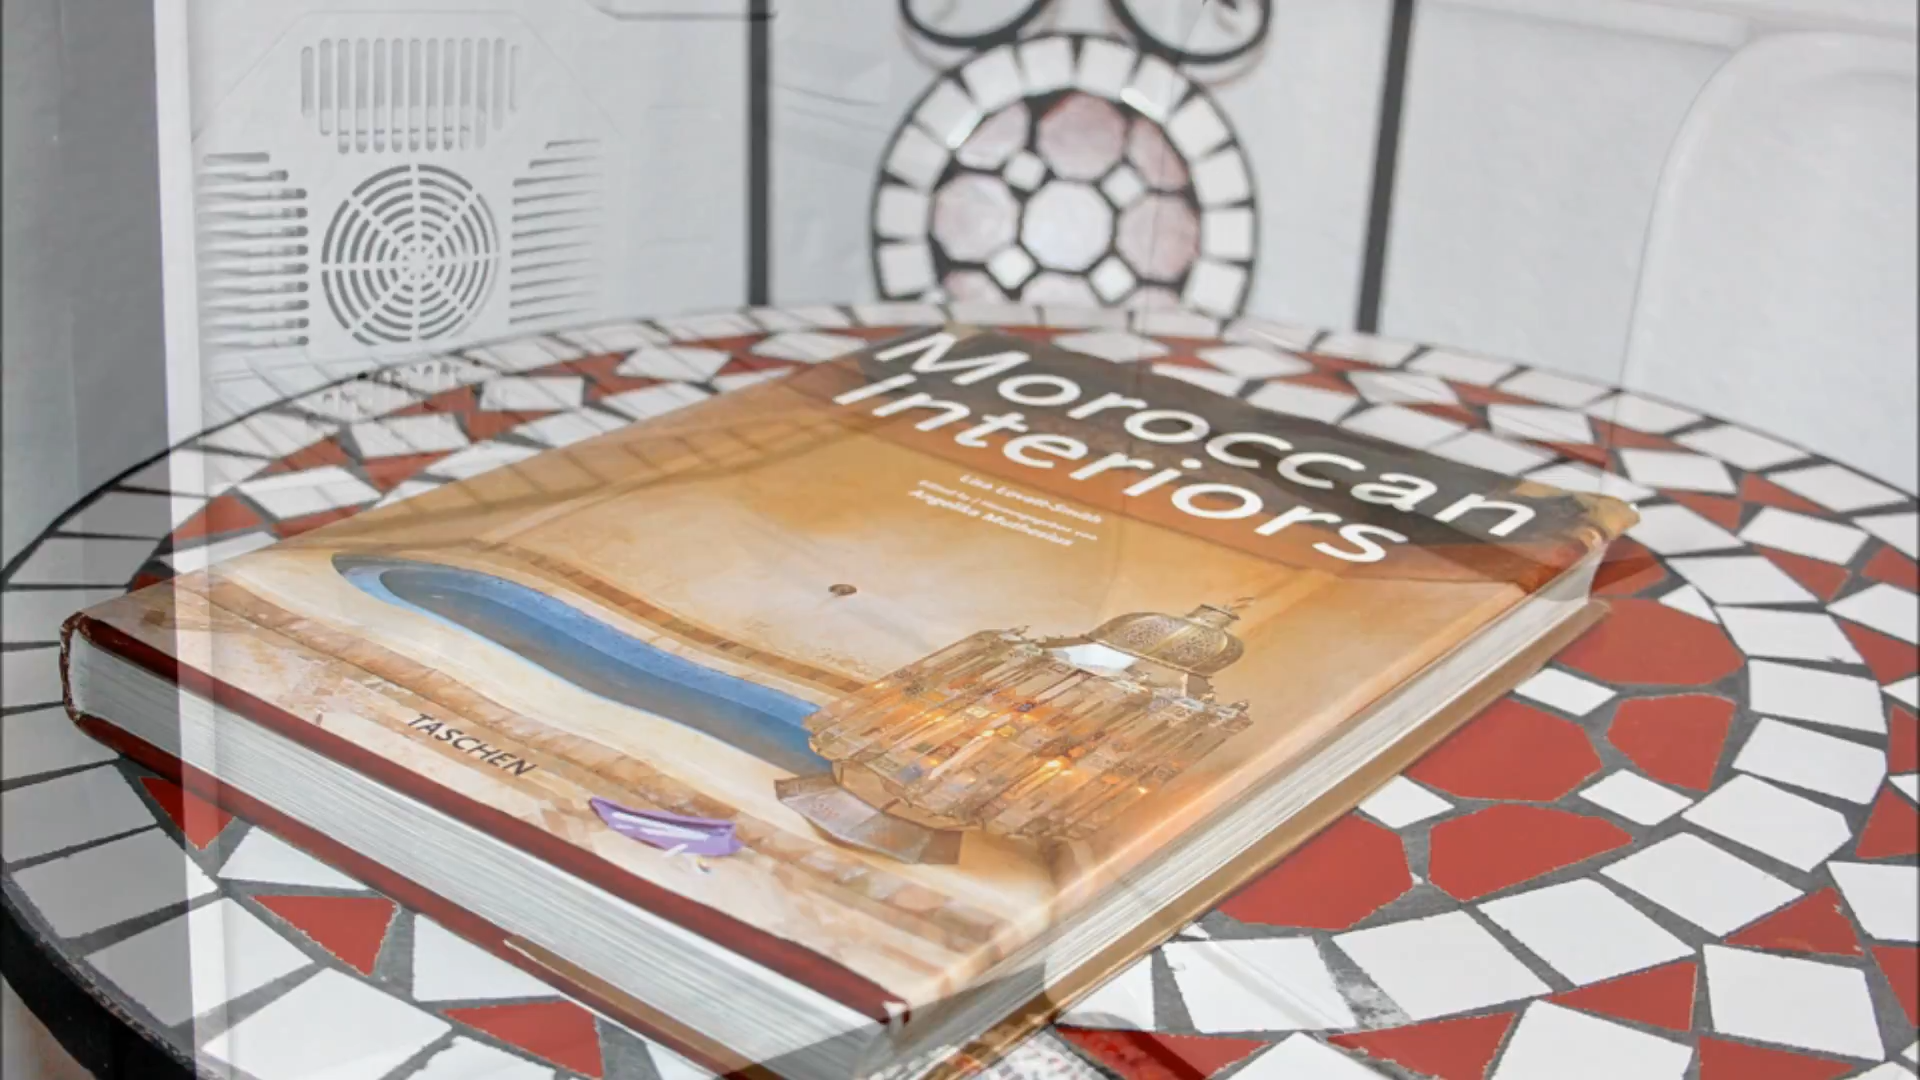 Moroccan
Interiors
Lisa Lovatt-Smith
Angelika Muthesius
TASCHEN